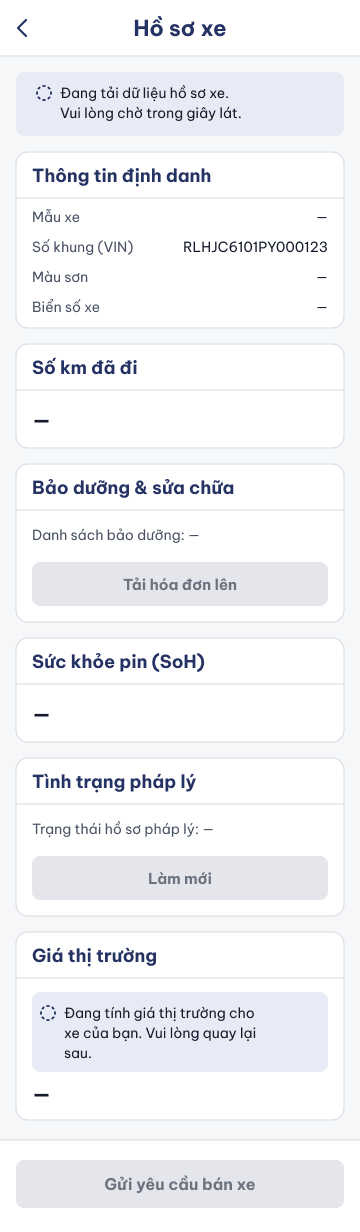 Hồ sơ xe
Đang tải dữ liệu hồ sơ xe.
Vui lòng chờ trong giây lát.
Thông tin định danh
Mẫu xe –
Số khung (VIN) RLHJC6101PY000123
Màu sơn –
Biển số xe –
Số km đã đi
–
Bảo dưỡng & sửa chữa
Danh sách bảo dưỡng: –
Tải hóa đơn lên
Sức khỏe pin (SoH)
–
Tình trạng pháp lý
Trạng thái hồ sơ pháp lý: –
Làm mới
Giá thị trường
Đang tính giá thị trường cho
xe của bạn. Vui lòng quay lại
sau.
–
Gửi yêu cầu bán xe